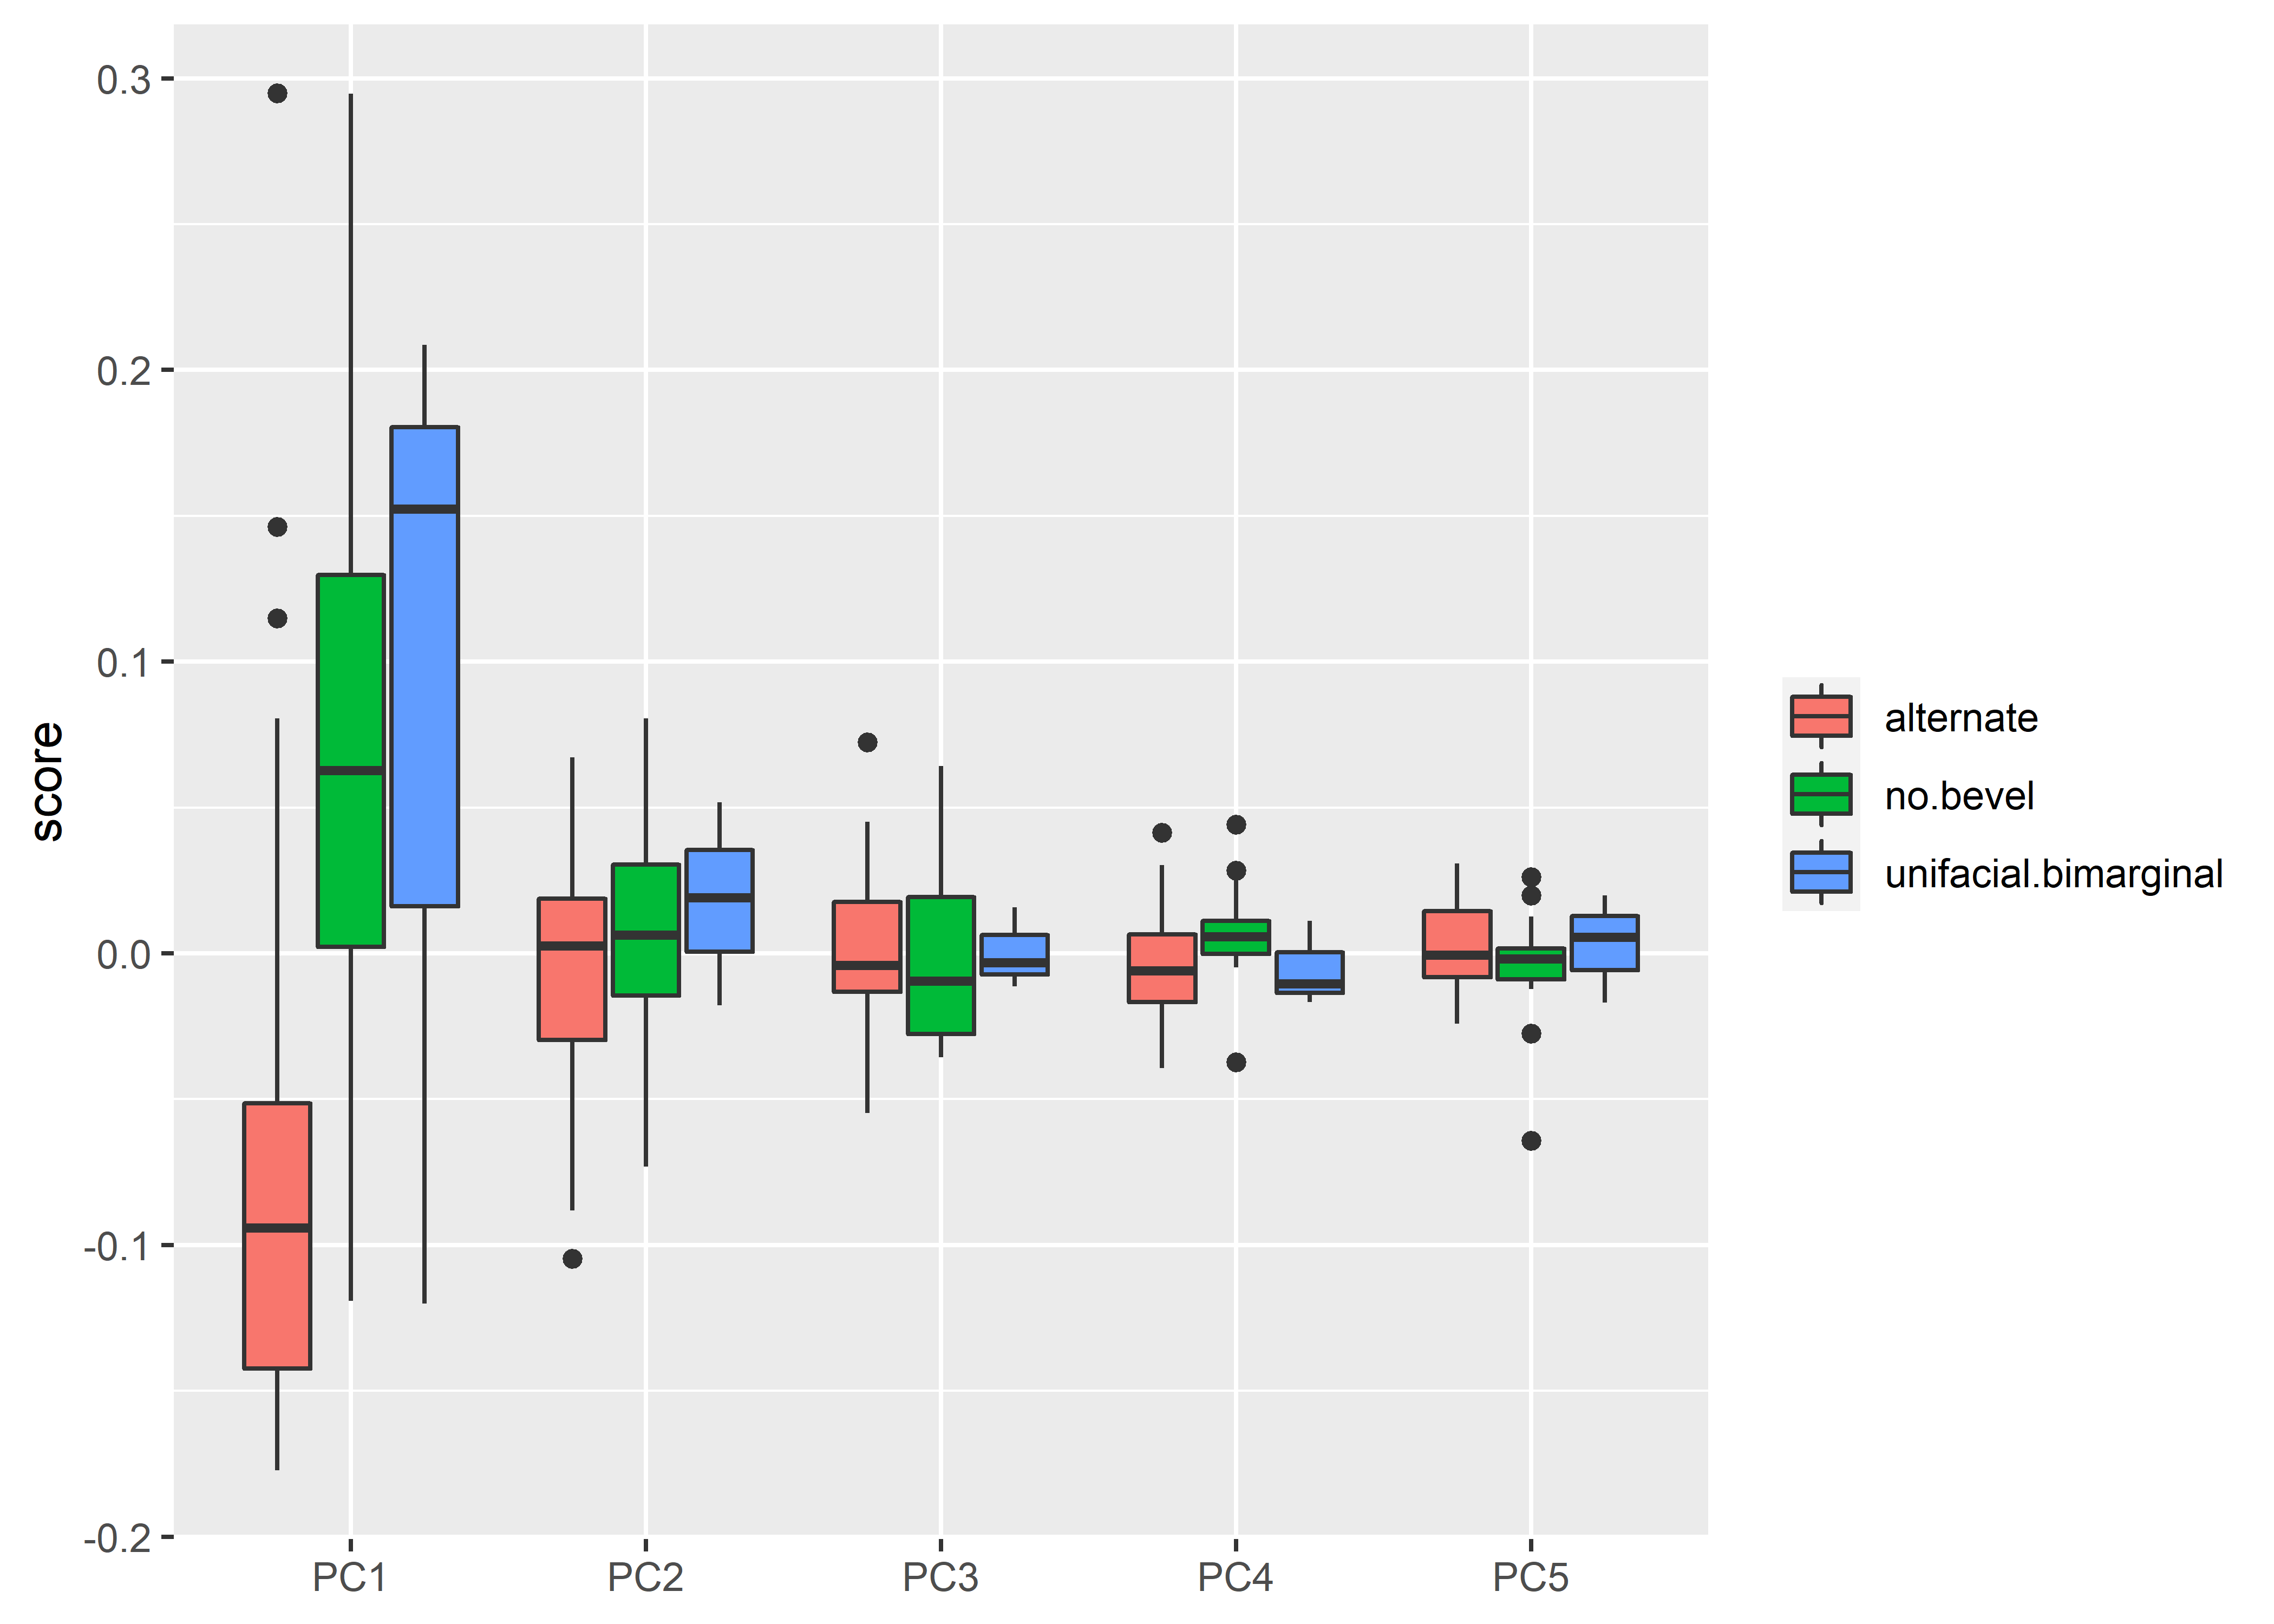 score
0.3
0.2
0.1
0.0
-0.1
-0.2
PC1 PC2 PC3 PC4 PC5
alternate
no.bevel
unifacial.bimarginal